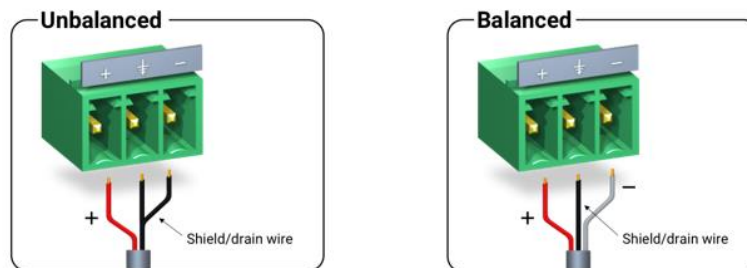 Unbalanced
+ ⏚ −
+
Shield/drain wire
Balanced
+ ⏚ −
+
−
Shield/drain wire